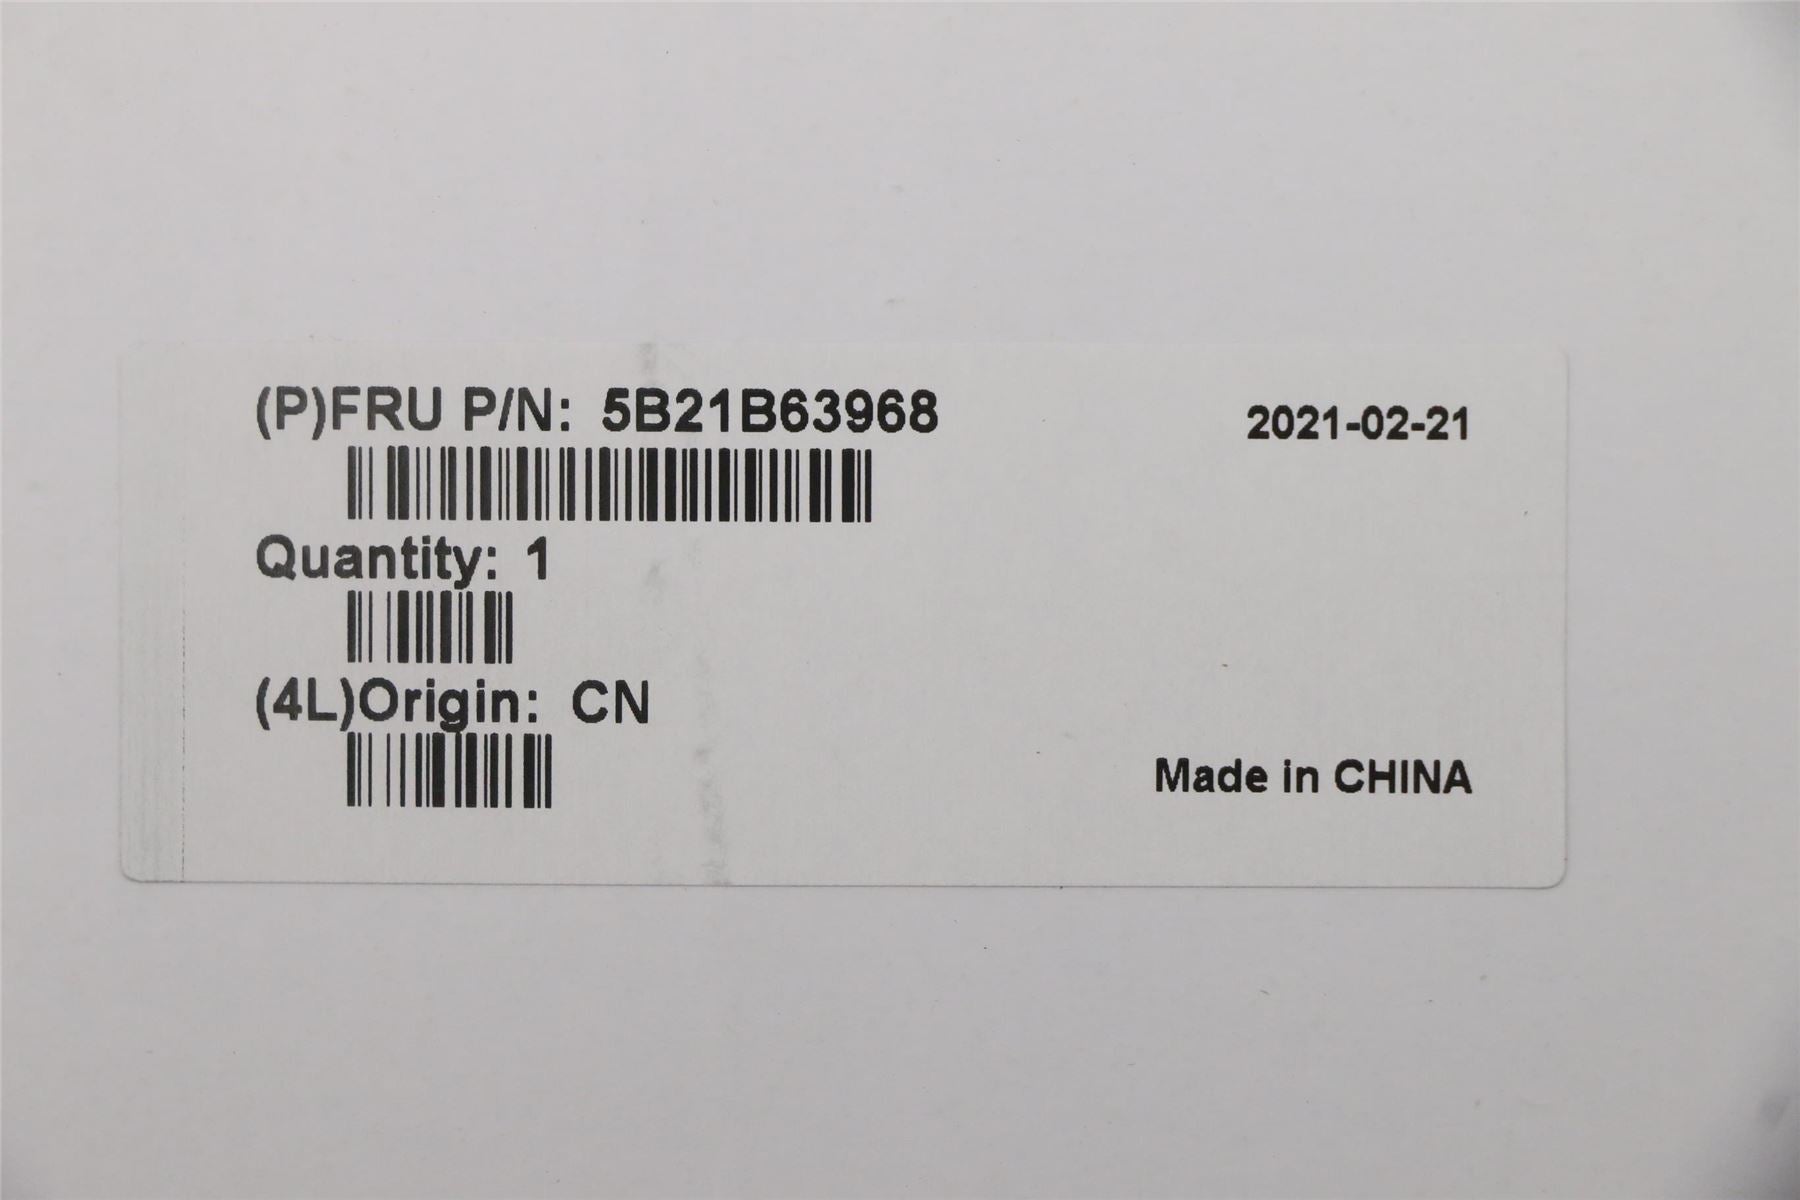 (P)FRU P/N: 5B21B63968
2021-02-21
Quantity: 1
(4L)Origin: CN
Made in CHINA